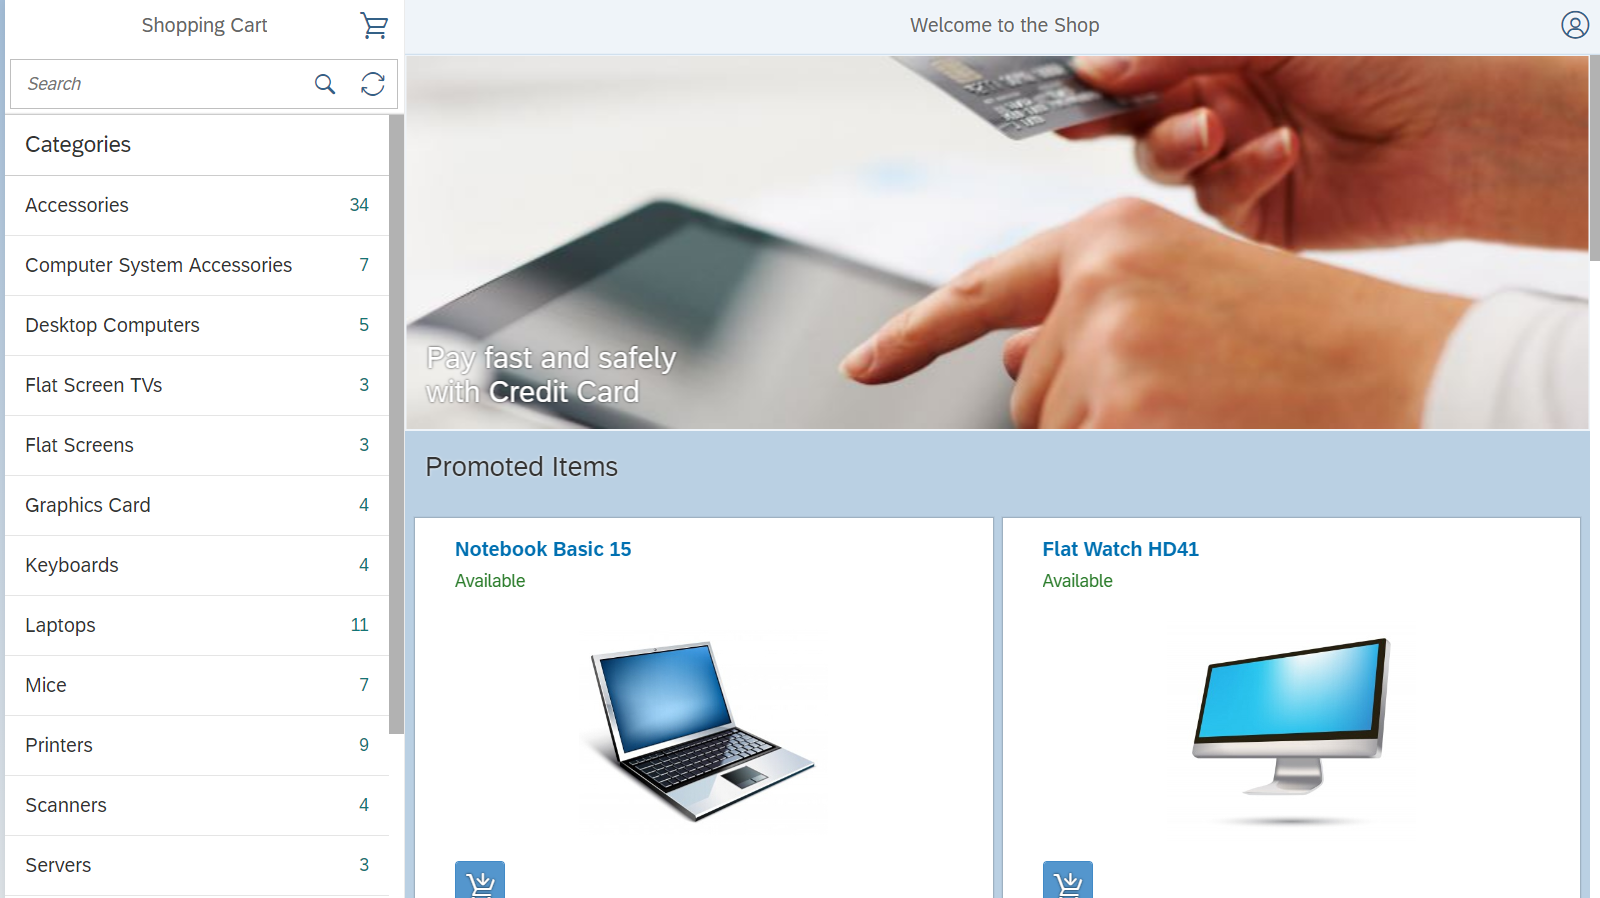 Shopping Cart
Welcome to the Shop
Search
Categories
Accessories 34
Computer System Accessories 7
Desktop Computers 5
Flat Screen TVs 3
Flat Screens 3
Graphics Card 4
Keyboards 4
Laptops 11
Mice 7
Printers 9
Scanners 4
Servers 3
Pay fast and safely
with Credit Card
Promoted Items
Notebook Basic 15
Available
Flat Watch HD41
Available